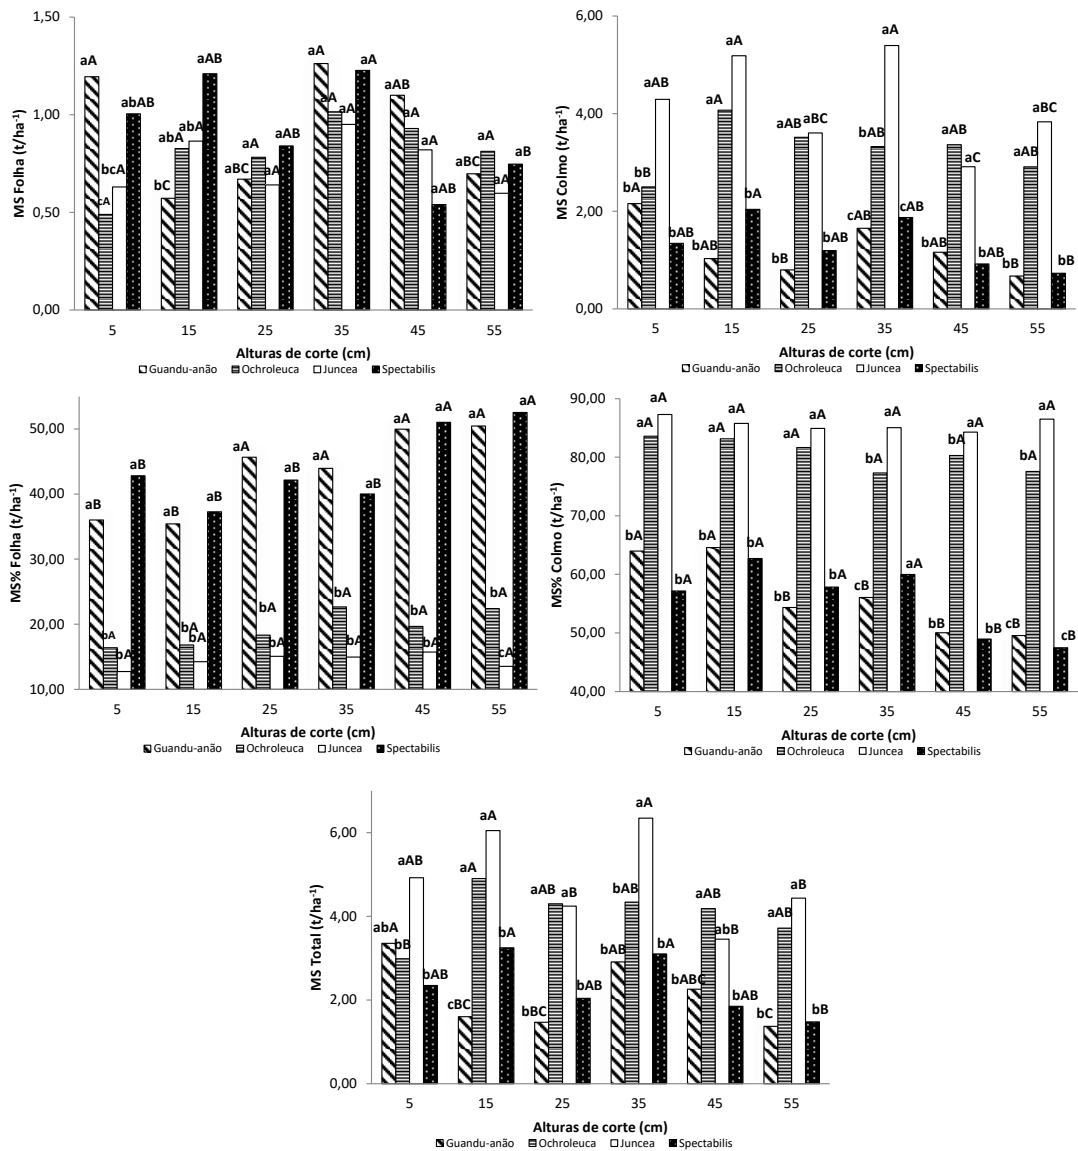 1,50
1,00
0,50
0,00
MS Folha (t/ha⁻¹)
aA cA bcA abAB
bC abA abA aAB
aBC aA aA aAB
aA aA aA aA
aAB aA aA aAB
aBC aA aA aB
5 15 25 35 45 55
Alturas de corte (cm)
Guandu-anão Ochroleuca Juncea Spectabilis
6,00
4,00
2,00
0,00
MS Colmo (t/ha⁻¹)
bA bB aAB bAB
bAB aA aA bA
bB aAB aBC bAB
cAB bAB aA cAB
bAB aAB aC bAB
bB aAB aBC bB
5 15 25 35 45 55
Alturas de corte (cm)
Guandu-anão Ochroleuca Juncea Spectabilis
50,00
40,00
30,00
20,00
10,00
MS% Folha (t/ha⁻¹)
aB bA bA aB
aB bA bA aB
aA bA bA aB
aA bA bA aB
aA bA bA aA
aA bA cA aA
5 15 25 35 45 55
Alturas de corte (cm)
Guandu-anão Ochroleuca Juncea Spectabilis
90,00
80,00
70,00
60,00
50,00
40,00
MS% Colmo (t/ha⁻¹)
bA aA aA bA
bA aA aA bA
bB aA aA bA
cB bA aA aA
bB bA aA bB
cB bA aA cB
5 15 25 35 45 55
Alturas de corte (cm)
Guandu-anão Ochroleuca Juncea Spectabilis
6,00
4,00
2,00
0,00
MS Total (t/ha⁻¹)
abA bB aAB bAB
cBC aA aA bA
bBC aAB aB bAB
bAB bAB aA bA
bABC aAB abB bAB
bC aAB aB bB
5 15 25 35 45 55
Alturas de corte (cm)
Guandu-anão Ochroleuca Juncea Spectabilis